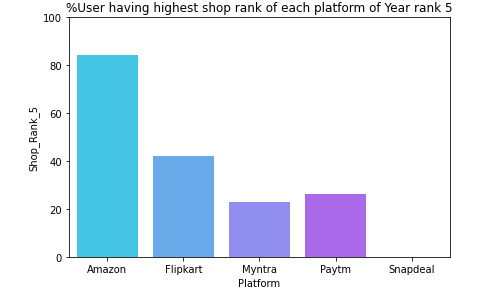 %User having highest shop rank of each platform of Year rank 5
100
80
60
40
20
0
Shop_Rank_5
Amazon Flipkart Myntra Paytm Snapdeal
Platform